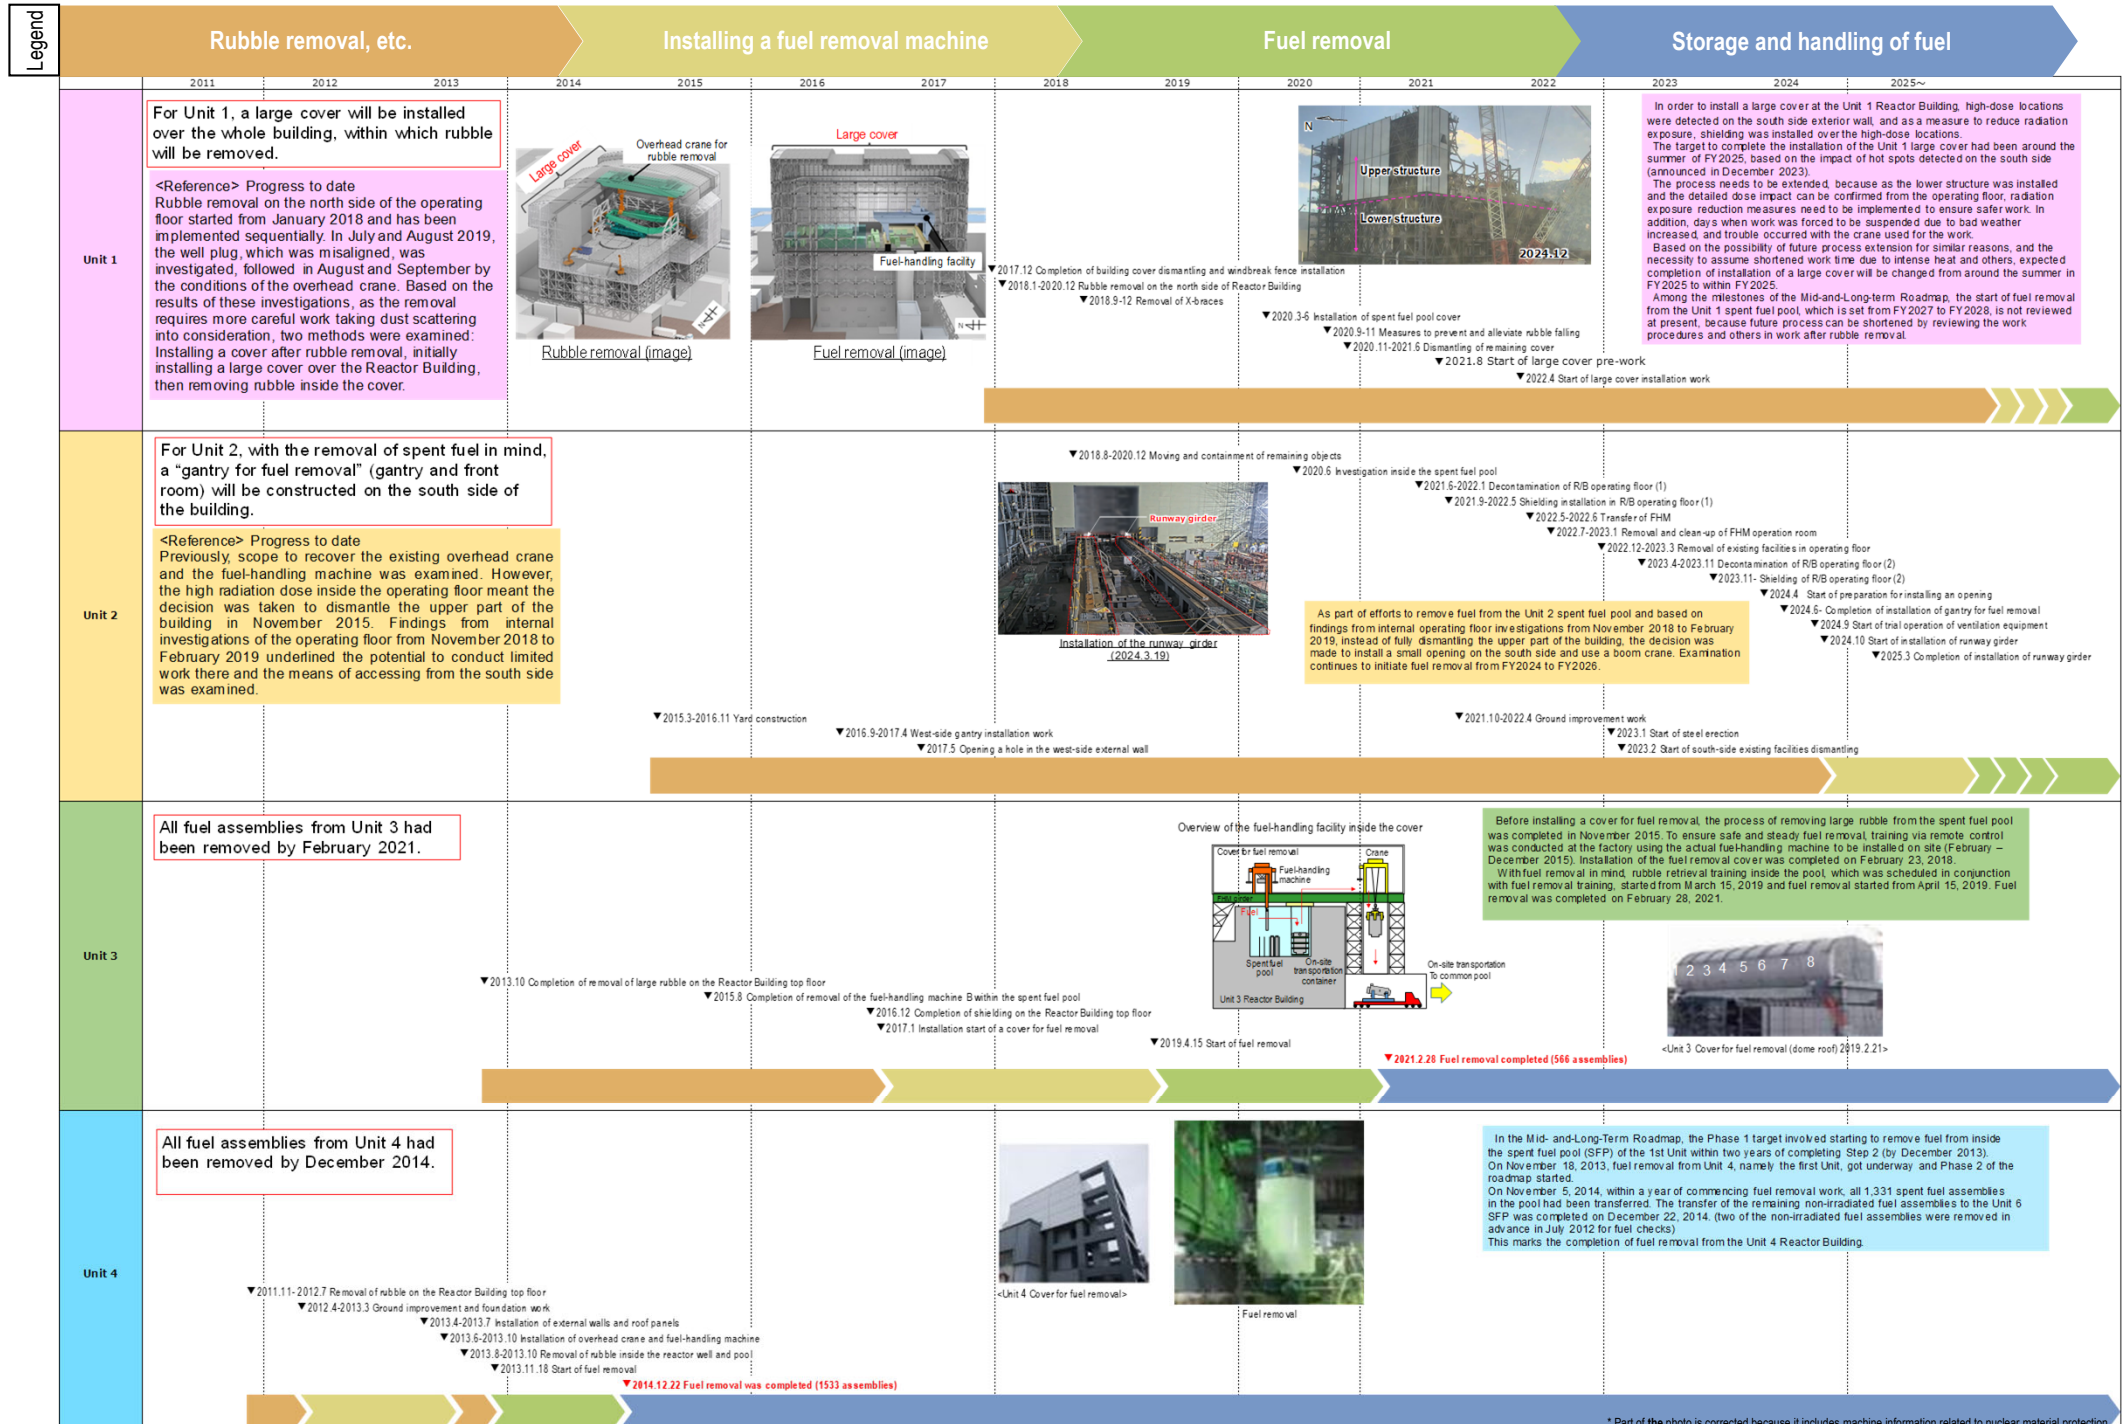 Legend
Rubble removal, etc.
Installing a fuel removal machine
Fuel removal
Storage and handling of fuel
2011
2012
2013
2014
2015
2016
2017
2018
2019
2020
2021
2022
2023
2024
2025～
Unit 1
For Unit 1, a large cover will be installed
over the whole building, within which rubble
will be removed.
<Reference> Progress to date
Rubble removal on the north side of the operating
floor started from January 2018 and has been
implemented sequentially. In July and August 2019,
the well plug, which was misaligned, was
investigated, followed in August and September by
the conditions of the overhead crane. Based on the
results of these investigations, as the removal
requires more careful work taking dust scattering
into consideration, two methods were examined:
Installing a cover after rubble removal, initially
installing a large cover over the Reactor Building,
then removing rubble inside the cover.
Large cover
Overhead crane for
rubble removal
N
Rubble removal (image)
Large cover
Fuel-handling facility
N
Fuel removal (image)
N
Upper structure
Lower structure
2024.12
▼2017.12 Completion of building cover dismantling and windbreak fence installation
▼2018.1-2020.12 Rubble removal on the north side of Reactor Building
▼2018.9-12 Removal of X-braces
▼2020.3-6 Installation of spent fuel pool cover
▼2020.9-11 Measures to prevent and alleviate rubble falling
▼2020.11-2021.6 Dismantling of remaining cover
▼2021.8 Start of large cover pre-work
▼2022.4 Start of large cover installation work
In order to install a large cover at the Unit 1 Reactor Building, high-dose locations
were detected on the south side exterior wall, and as a measure to reduce radiation
exposure, shielding was installed over the high-dose locations.
The target to complete the installation of the Unit 1 large cover had been around the
summer of FY2025, based on the impact of hot spots detected on the south side
(announced in December 2023).
The process needs to be extended, because as the lower structure was installed
and the detailed dose impact can be confirmed from the operating floor, radiation
exposure reduction measures need to be implemented to ensure safer work. In
addition, days when work was forced to be suspended due to bad weather
increased, and trouble occurred with the crane used for the work.
Based on the possibility of future process extension for similar reasons, and the
necessity to assume shortened work time due to intense heat and others, expected
completion of installation of a large cover will be changed from around the summer in
FY2025 to within FY2025.
Among the milestones of the Mid-and-Long-term Roadmap, the start of fuel removal
from the Unit 1 spent fuel pool, which is set from FY2027 to FY2028, is not reviewed
at present, because future process can be shortened by reviewing the work
procedures and others in work after rubble removal.
Unit 2
For Unit 2, with the removal of spent fuel in mind,
a “gantry for fuel removal” (gantry and front
room) will be constructed on the south side of
the building.
<Reference> Progress to date
Previously, scope to recover the existing overhead crane
and the fuel-handling machine was examined. However,
the high radiation dose inside the operating floor meant the
decision was taken to dismantle the upper part of the
building in November 2015. Findings from internal
investigations of the operating floor from November 2018 to
February 2019 underlined the potential to conduct limited
work there and the means of accessing from the south side
was examined.
Runway girder
Installation of the runway girder
(2024.3.19)
▼2018.8-2020.12 Moving and containment of remaining objects
▼2020.6 Investigation inside the spent fuel pool
▼2021.6-2022.1 Decontamination of R/B operating floor (1)
▼2021.9-2022.5 Shielding installation in R/B operating floor (1)
▼2022.5-2022.6 Transfer of FHM
▼2022.7-2023.1 Removal and clean-up of FHM operation room
▼2022.12-2023.3 Removal of existing facilities in operating floor
▼2023.4-2023.11 Decontamination of R/B operating floor (2)
▼2023.11- Shielding of R/B operating floor (2)
▼2024.4 Start of preparation for installing an opening
▼2024.6- Completion of installation of gantry for fuel removal
▼2024.9 Start of trial operation of ventilation equipment
▼2024.10 Start of installation of runway girder
▼2025.3 Completion of installation of runway girder
As part of efforts to remove fuel from the Unit 2 spent fuel pool and based on
findings from internal operating floor investigations from November 2018 to February
2019, instead of fully dismantling the upper part of the building, the decision was
made to install a small opening on the south side and use a boom crane. Examination
continues to initiate fuel removal from FY2024 to FY2026.
▼2015.3-2016.11 Yard construction
▼2016.9-2017.4 West-side gantry installation work
▼2017.5 Opening a hole in the west-side external wall
▼2021.10-2022.4 Ground improvement work
▼2023.1 Start of steel erection
▼2023.2 Start of south-side existing facilities dismantling
Unit 3
All fuel assemblies from Unit 3 had
been removed by February 2021.
Overview of the fuel-handling facility inside the cover
Cover for fuel removal
Crane
Fuel-handling
machine
FHM girder
Fuel
Spent fuel
pool
On-site
transportation
container
Unit 3 Reactor Building
On-site transportation
To common pool
Before installing a cover for fuel removal, the process of removing large rubble from the spent fuel pool
was completed in November 2015. To ensure safe and steady fuel removal, training via remote control
was conducted at the factory using the actual fuel-handling machine to be installed on site (February –
December 2015). Installation of the fuel removal cover was completed on February 23, 2018.
With fuel removal in mind, rubble retrieval training inside the pool, which was scheduled in conjunction
with fuel removal training, started from March 15, 2019 and fuel removal started from April 15, 2019. Fuel
removal was completed on February 28, 2021.
1 2 3 4 5 6 7 8
<Unit 3 Cover for fuel removal (dome roof) 2019.2.21>
▼2013.10 Completion of removal of large rubble on the Reactor Building top floor
▼2015.8 Completion of removal of the fuel-handling machine B within the spent fuel pool
▼2016.12 Completion of shielding on the Reactor Building top floor
▼2017.1 Installation start of a cover for fuel removal
▼2019.4.15 Start of fuel removal
▼2021.2.28 Fuel removal completed (566 assemblies)
Unit 4
All fuel assemblies from Unit 4 had
been removed by December 2014.
<Unit 4 Cover for fuel removal>
Fuel removal
In the Mid- and-Long-Term Roadmap, the Phase 1 target involved starting to remove fuel from inside
the spent fuel pool (SFP) of the 1st Unit within two years of completing Step 2 (by December 2013).
On November 18, 2013, fuel removal from Unit 4, namely the first Unit, got underway and Phase 2 of the
roadmap started.
On November 5, 2014, within a year of commencing fuel removal work, all 1,331 spent fuel assemblies
in the pool had been transferred. The transfer of the remaining non-irradiated fuel assemblies to the Unit 6
SFP was completed on December 22, 2014. (two of the non-irradiated fuel assemblies were removed in
advance in July 2012 for fuel checks)
This marks the completion of fuel removal from the Unit 4 Reactor Building.
▼2011.11- 2012.7 Removal of rubble on the Reactor Building top floor
▼2012.4-2013.3 Ground improvement and foundation work
▼2013.4-2013.7 Installation of external walls and roof panels
▼2013.6-2013.10 Installation of overhead crane and fuel-handling machine
▼2013.8-2013.10 Removal of rubble inside the reactor well and pool
▼2013.11.18 Start of fuel removal
▼2014.12.22 Fuel removal was completed (1533 assemblies)
* Part of the photo is corrected because it includes machine information related to nuclear material protection